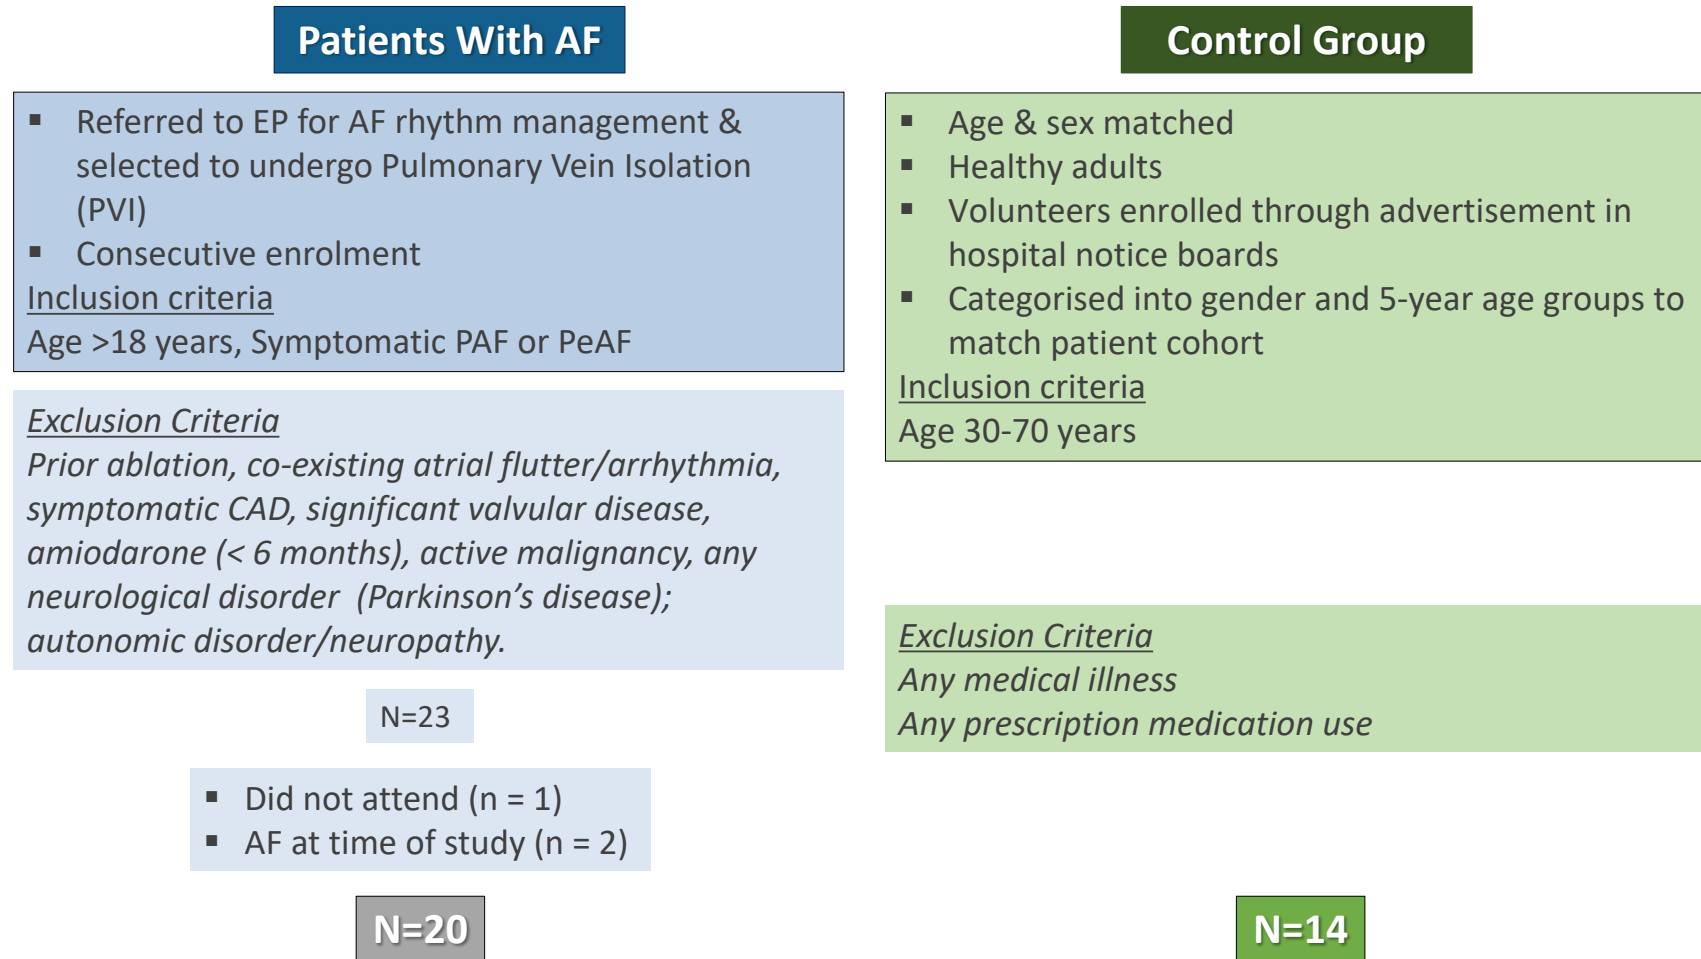 Patients With AF
▪ Referred to EP for AF rhythm management &
selected to undergo Pulmonary Vein Isolation
(PVI)
▪ Consecutive enrolment
Inclusion criteria
Age >18 years, Symptomatic PAF or PeAF
Exclusion Criteria
Prior ablation, co-existing atrial flutter/arrhythmia,
symptomatic CAD, significant valvular disease,
amiodarone (< 6 months), active malignancy, any
neurological disorder (Parkinson’s disease);
autonomic disorder/neuropathy.
N=23
▪ Did not attend (n = 1)
▪ AF at time of study (n = 2)
N=20
Control Group
▪ Age & sex matched
▪ Healthy adults
▪ Volunteers enrolled through advertisement in
hospital notice boards
▪ Categorised into gender and 5-year age groups to
match patient cohort
Inclusion criteria
Age 30-70 years
Exclusion Criteria
Any medical illness
Any prescription medication use
N=14